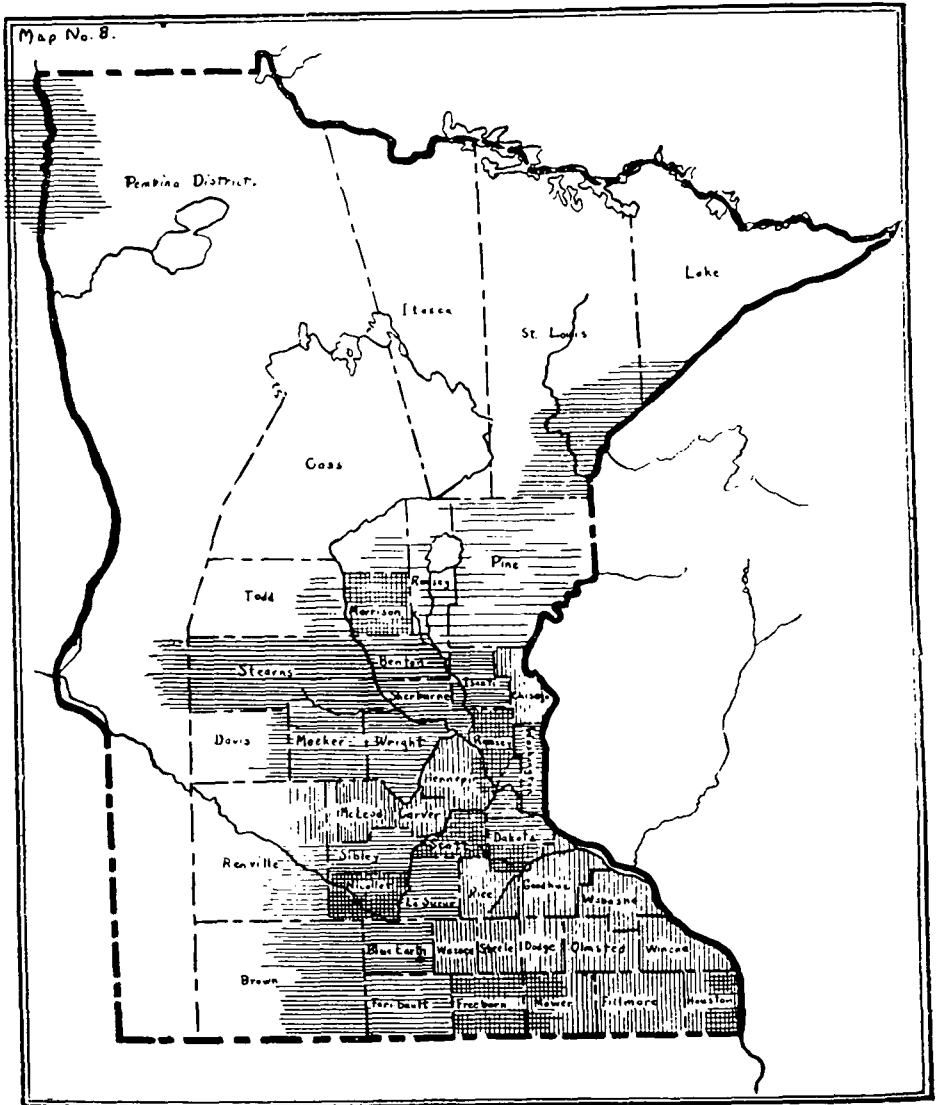 Map No. 8.
Pembina District.
Lake
Itasca
St. Louis
Cass
Pine
Ramsey
Todd
Morrison
Benton
Stearns
Isanti
Sherburne
Chisago
Davis
Meeker
Wright
Ramsey
Hennepin
McLeod
Carver
Dakota
Scott
Sibley
Renville
Nicollet
Rice
Goodhue
Wabasha
Le Sueur
Blue Earth
Waseca
Steele
Dodge
Olmsted
Winona
Brown
Faribault
Freeborn
Mower
Fillmore
Houston